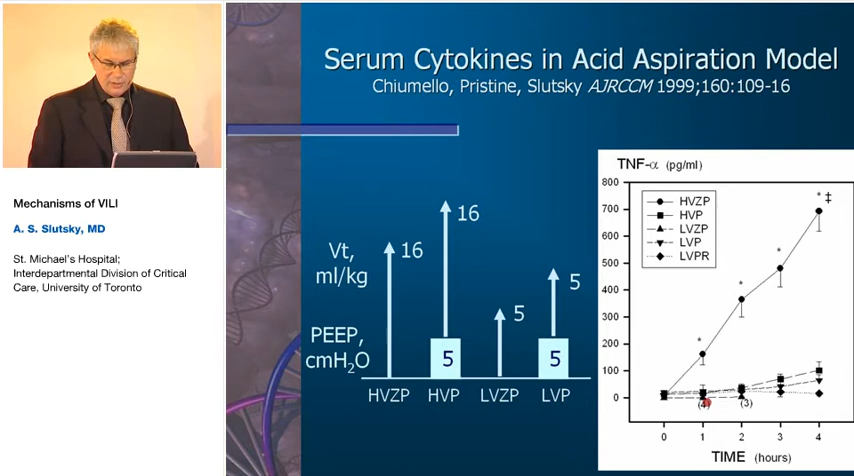 Serum Cytokines in Acid Aspiration Model
Chiumello, Pristine, Slutsky AJRCCM 1999;160:109-16
Mechanisms of VILI
A. S. Slutsky, MD
St. Michael's Hospital;
Interdepartmental Division of Critical
Care, University of Toronto
Vt,
ml/kg
16
16
5
5
PEEP,
cmH2O
5
5
HVZP
HVP
LVZP
LVP
TNF-α (pg/ml)
800
700
600
500
400
300
200
100
0
HVZP
HVP
LVZP
LVP
LVPR
*
*
*
*
* ‡
(4)
(3)
0
1
2
3
4
TIME (hours)